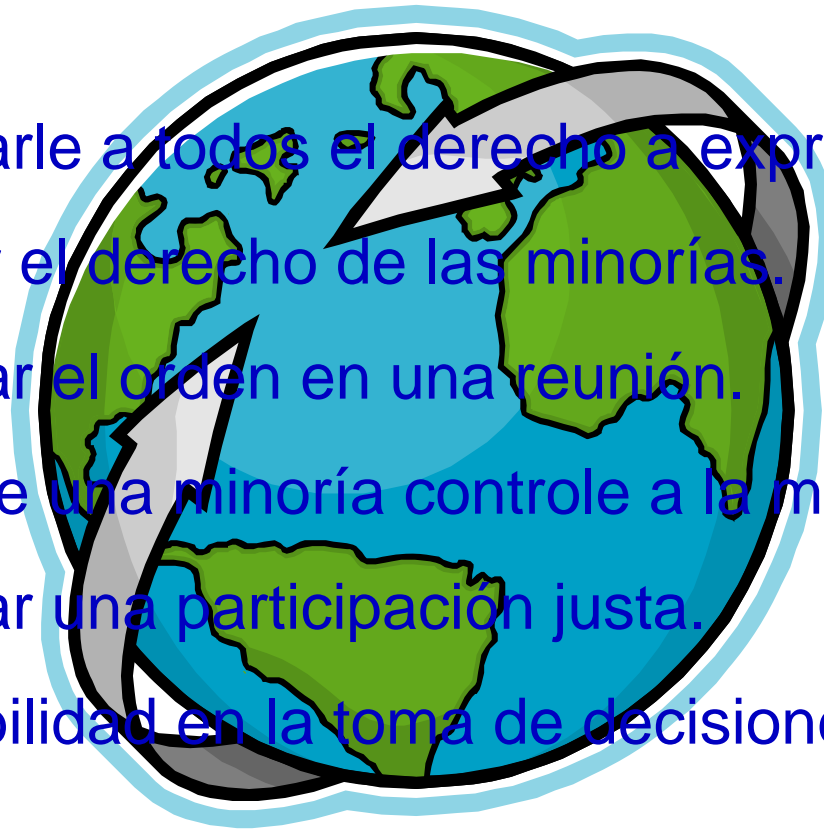 arle a todos el derecho a expr
y el derecho de las minorías.
ar el orden en una reunión.
e una minoría controle a la m
ar una participación justa.
bilidad en la toma de decisione